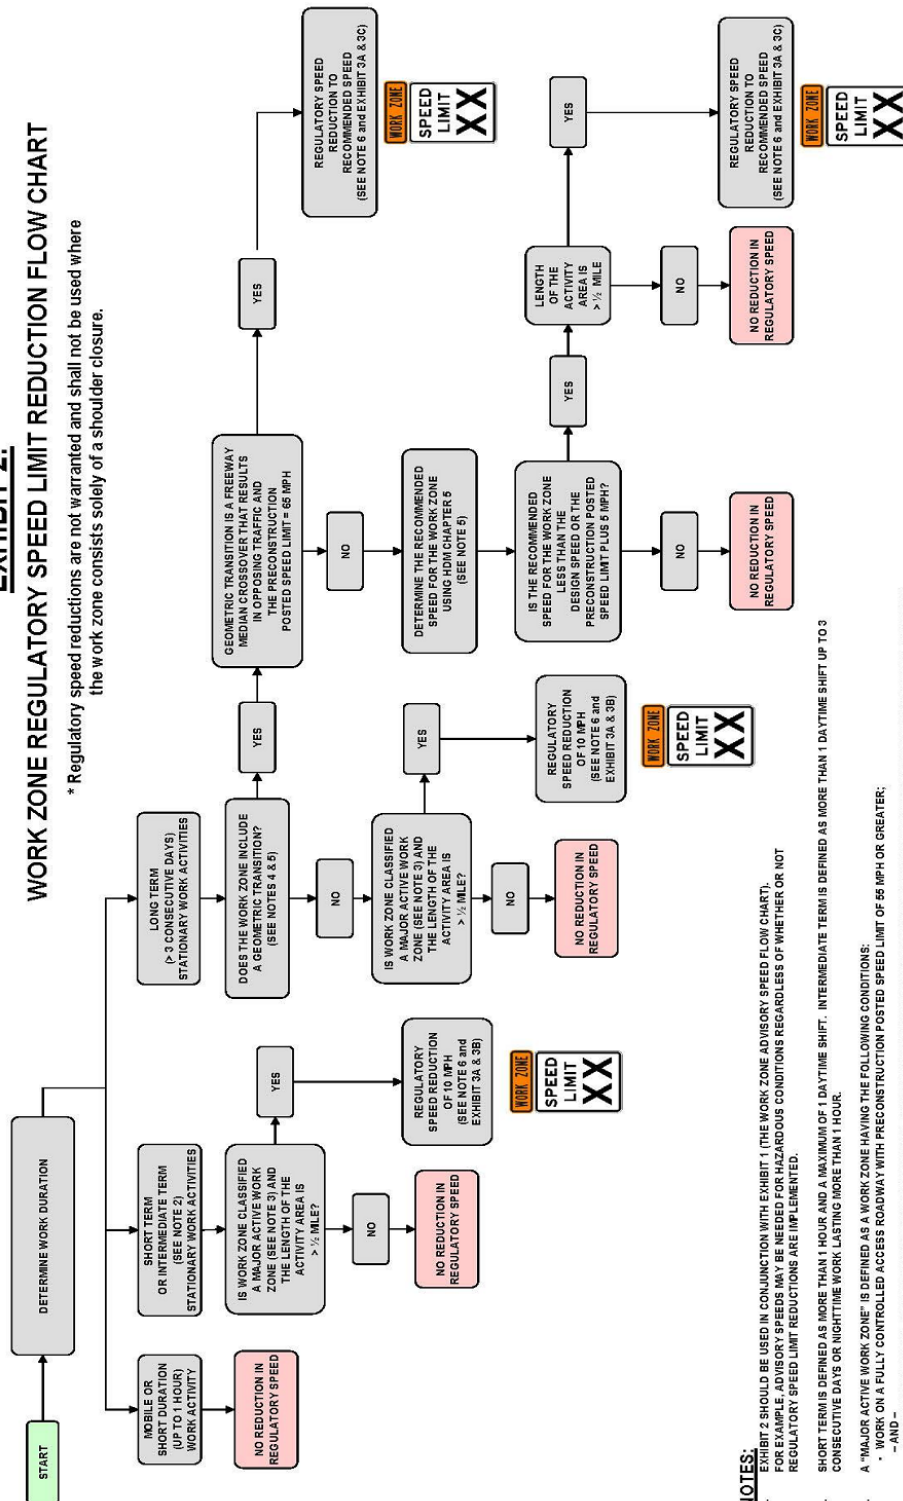 EXHIBIT 2:
WORK ZONE REGULATORY SPEED LIMIT REDUCTION FLOW CHART
* Regulatory speed reductions are not warranted and shall not be used where
the work zone consists solely of a shoulder closure.
START
DETERMINE WORK DURATION
MOBILE OR
SHORT DURATION
(UP TO 1 HOUR)
WORK ACTIVITY
NO REDUCTION IN
REGULATORY SPEED
SHORT TERM
OR INTERMEDIATE TERM
(SEE NOTE 2)
STATIONARY WORK ACTIVITIES
IS WORK ZONE CLASSIFIED
A MAJOR ACTIVE WORK
ZONE (SEE NOTE 3) AND
THE LENGTH OF THE
ACTIVITY AREA IS
> ½ MILE?
YES
NO
NO REDUCTION IN
REGULATORY SPEED
REGULATORY
SPEED REDUCTION
OF 10 MPH
(SEE NOTE 6 and
EXHIBIT 3A & 3B)
WORK ZONE
SPEED
LIMIT
XX
LONG TERM
(> 3 CONSECUTIVE DAYS)
STATIONARY WORK ACTIVITIES
DOES THE WORK ZONE INCLUDE
A GEOMETRIC TRANSITION?
(SEE NOTES 4 & 5)
YES
NO
IS WORK ZONE CLASSIFIED
A MAJOR ACTIVE WORK
ZONE (SEE NOTE 3) AND
THE LENGTH OF THE
ACTIVITY AREA IS
> ½ MILE?
YES
NO
NO REDUCTION IN
REGULATORY SPEED
REGULATORY
SPEED REDUCTION
OF 10 MPH
(SEE NOTE 6 and
EXHIBIT 3A & 3B)
WORK ZONE
SPEED
LIMIT
XX
GEOMETRIC TRANSITION IS A FREEWAY
MEDIAN CROSSOVER THAT RESULTS
IN OPPOSING TRAFFIC AND
THE PRECONSTRUCTION
POSTED SPEED LIMIT = 65 MPH
YES
NO
REGULATORY SPEED
REDUCTION TO
RECOMMENDED SPEED
(SEE NOTE 6 and EXHIBIT 3A & 3C)
WORK ZONE
SPEED
LIMIT
XX
DETERMINE THE RECOMMENDED
SPEED FOR THE WORK ZONE
USING HDM CHAPTER 5
(SEE NOTE 5)
IS THE RECOMMENDED
SPEED FOR THE WORK ZONE
LESS THAN THE
DESIGN SPEED OR THE
PRECONSTRUCTION POSTED
SPEED LIMIT PLUS 5 MPH?
YES
NO
NO REDUCTION IN
REGULATORY SPEED
LENGTH
OF THE
ACTIVITY
AREA IS
> ½ MILE
YES
NO
NO REDUCTION IN
REGULATORY SPEED
REGULATORY SPEED
REDUCTION TO
RECOMMENDED SPEED
(SEE NOTE 6 and EXHIBIT 3A & 3C)
WORK ZONE
SPEED
LIMIT
XX
NOTES:
EXHIBIT 2 SHOULD BE USED IN CONJUNCTION WITH EXHIBIT 1 (THE WORK ZONE ADVISORY SPEED FLOW CHART).
FOR EXAMPLE, ADVISORY SPEEDS MAY BE NEEDED FOR HAZARDOUS CONDITIONS REGARDLESS OF WHETHER OR NOT
REGULATORY SPEED LIMIT REDUCTIONS ARE IMPLEMENTED.
SHORT TERM IS DEFINED AS MORE THAN 1 HOUR AND A MAXIMUM OF 1 DAYTIME SHIFT. INTERMEDIATE TERM IS DEFINED AS MORE THAN 1 DAYTIME SHIFT UP TO 3
CONSECUTIVE DAYS OR NIGHTTIME WORK LASTING MORE THAN 1 HOUR.
A "MAJOR ACTIVE WORK ZONE" IS DEFINED AS A WORK ZONE HAVING THE FOLLOWING CONDITIONS:
- WORK ON A FULLY CONTROLLED ACCESS ROADWAY WITH PRECONSTRUCTION POSTED SPEED LIMIT OF 55 MPH OR GREATER;
– AND –